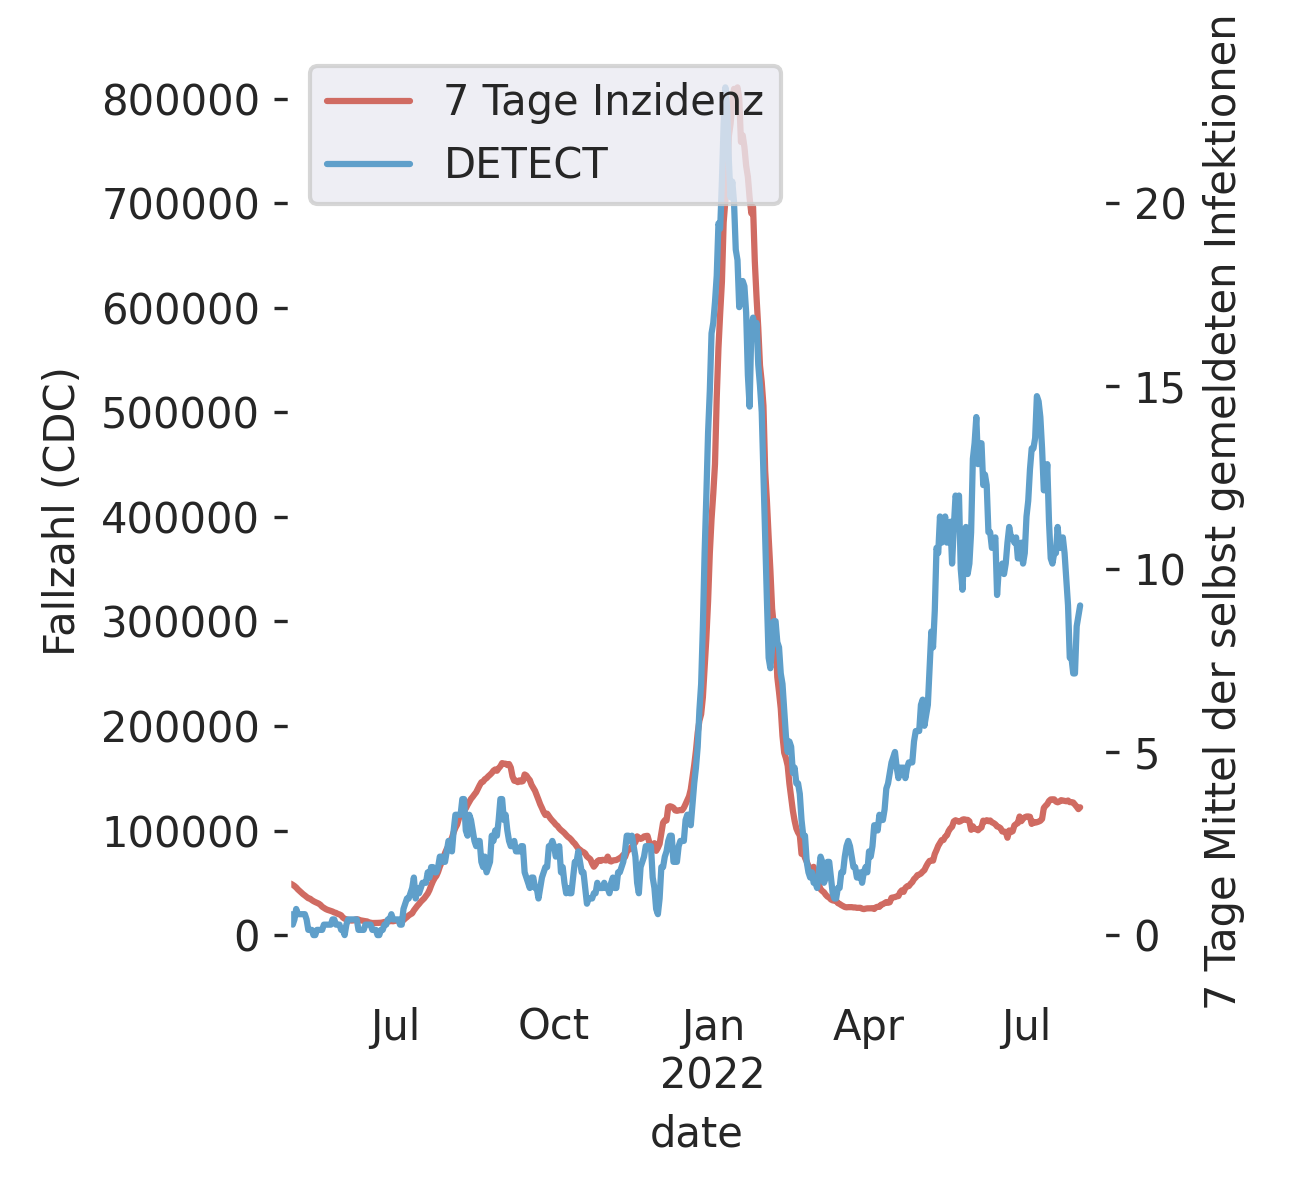 7 Tage Inzidenz
DETECT
800000
700000
600000
500000
400000
300000
200000
100000
0
Fallzahl (CDC)
20
15
10
5
0
7 Tage Mittel der selbst gemeldeten Infektionen
Jul
Oct
Jan
2022
Apr
Jul
date